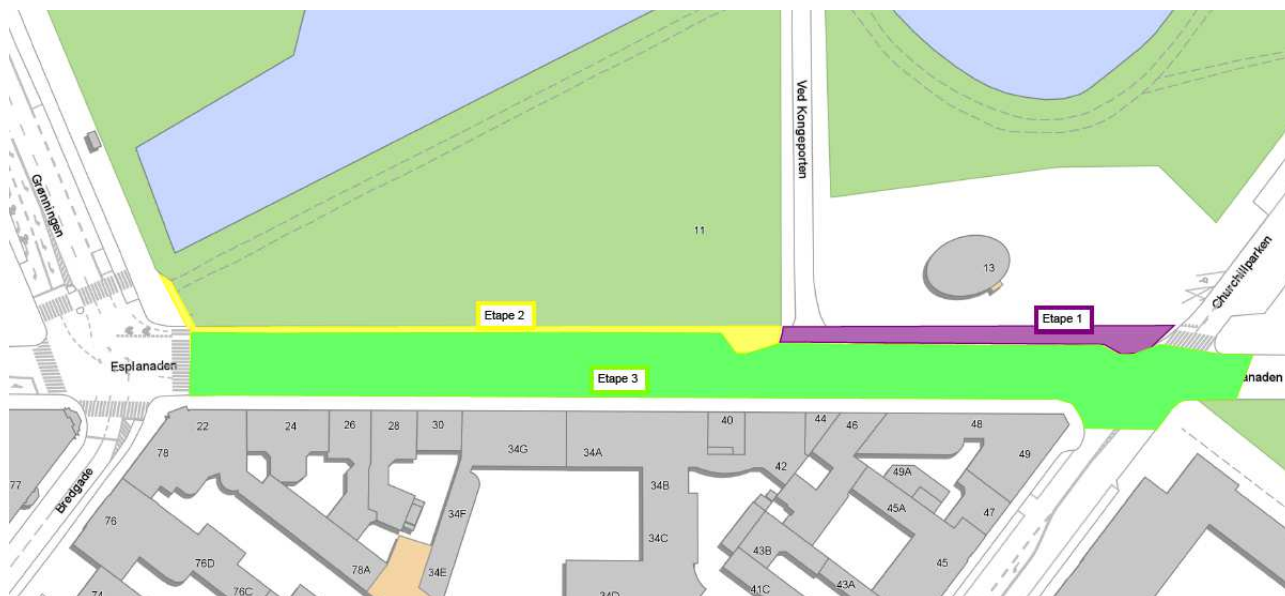 Ved Kongeporten
Grønningen
11
13
Churchillparken
Etape 2
Etape 1
Esplanaden
Etape 3
anaden
22
24
26
28
30
34G
34A
40
44
46
48
49
78
77
Bredgade
42
34B
49A
47
45A
34F
76
34C
43B
45
76D
78A
34E
43A
76C
41C
74
34D